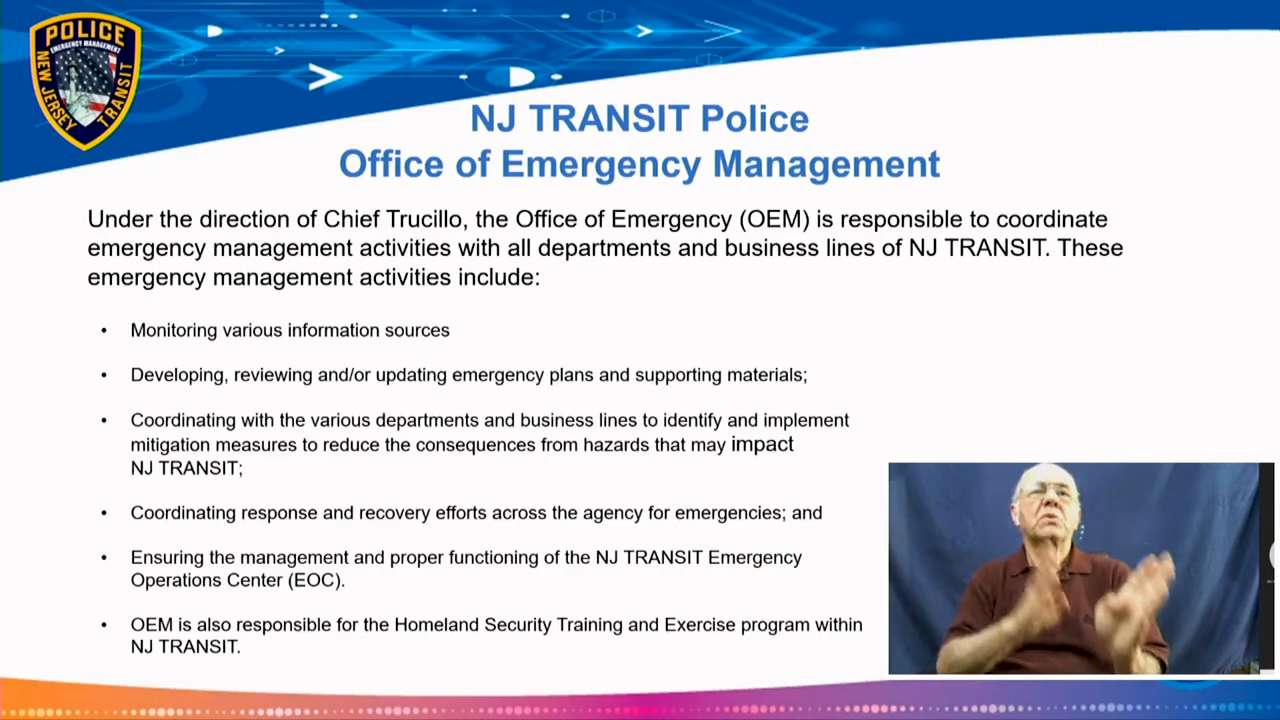 POLICE
EMERGENCY MANAGEMENT
NEW JERSEY
TRANSIT
NJ TRANSIT Police
Office of Emergency Management
Under the direction of Chief Trucillo, the Office of Emergency (OEM) is responsible to coordinate
emergency management activities with all departments and business lines of NJ TRANSIT. These
emergency management activities include:
• Monitoring various information sources
• Developing, reviewing and/or updating emergency plans and supporting materials;
• Coordinating with the various departments and business lines to identify and implement
mitigation measures to reduce the consequences from hazards that may impact
NJ TRANSIT;
• Coordinating response and recovery efforts across the agency for emergencies; and
• Ensuring the management and proper functioning of the NJ TRANSIT Emergency
Operations Center (EOC).
• OEM is also responsible for the Homeland Security Training and Exercise program within
NJ TRANSIT.